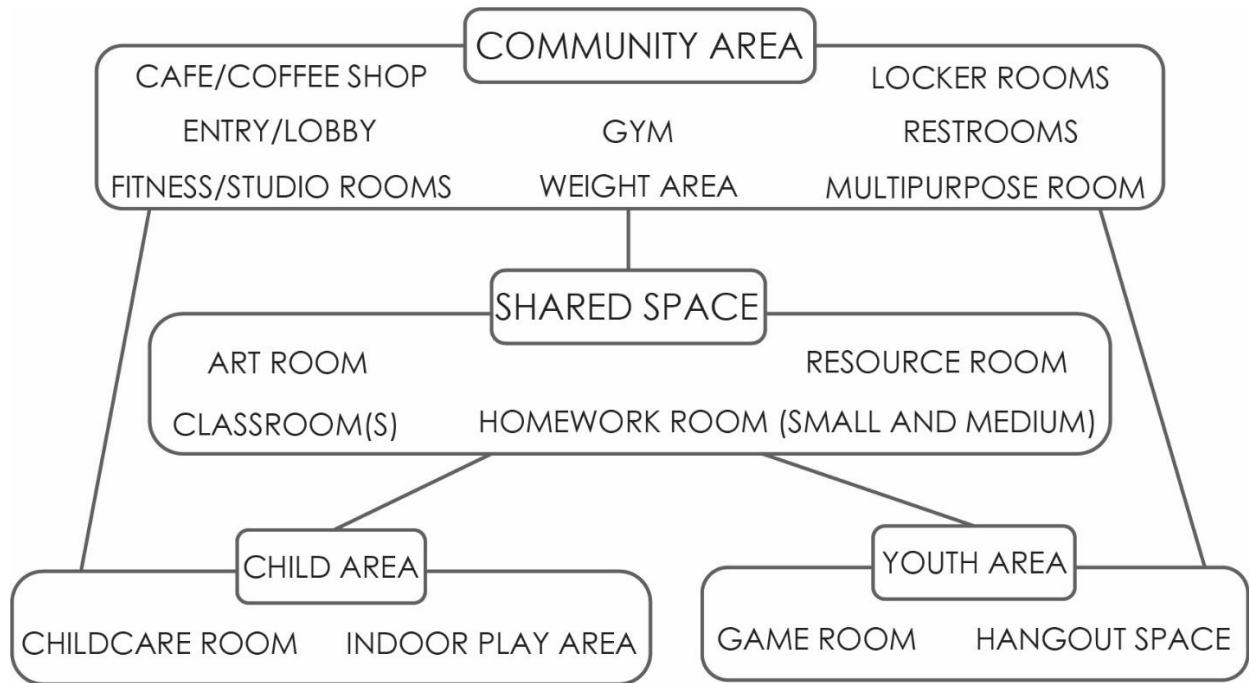 COMMUNITY AREA
CAFE/COFFEE SHOP
LOCKER ROOMS
ENTRY/LOBBY
GYM
RESTROOMS
FITNESS/STUDIO ROOMS
WEIGHT AREA
MULTIPURPOSE ROOM
SHARED SPACE
ART ROOM
RESOURCE ROOM
CLASSROOM(S)
HOMEWORK ROOM (SMALL AND MEDIUM)
CHILD AREA
CHILDCARE ROOM
INDOOR PLAY AREA
YOUTH AREA
GAME ROOM
HANGOUT SPACE